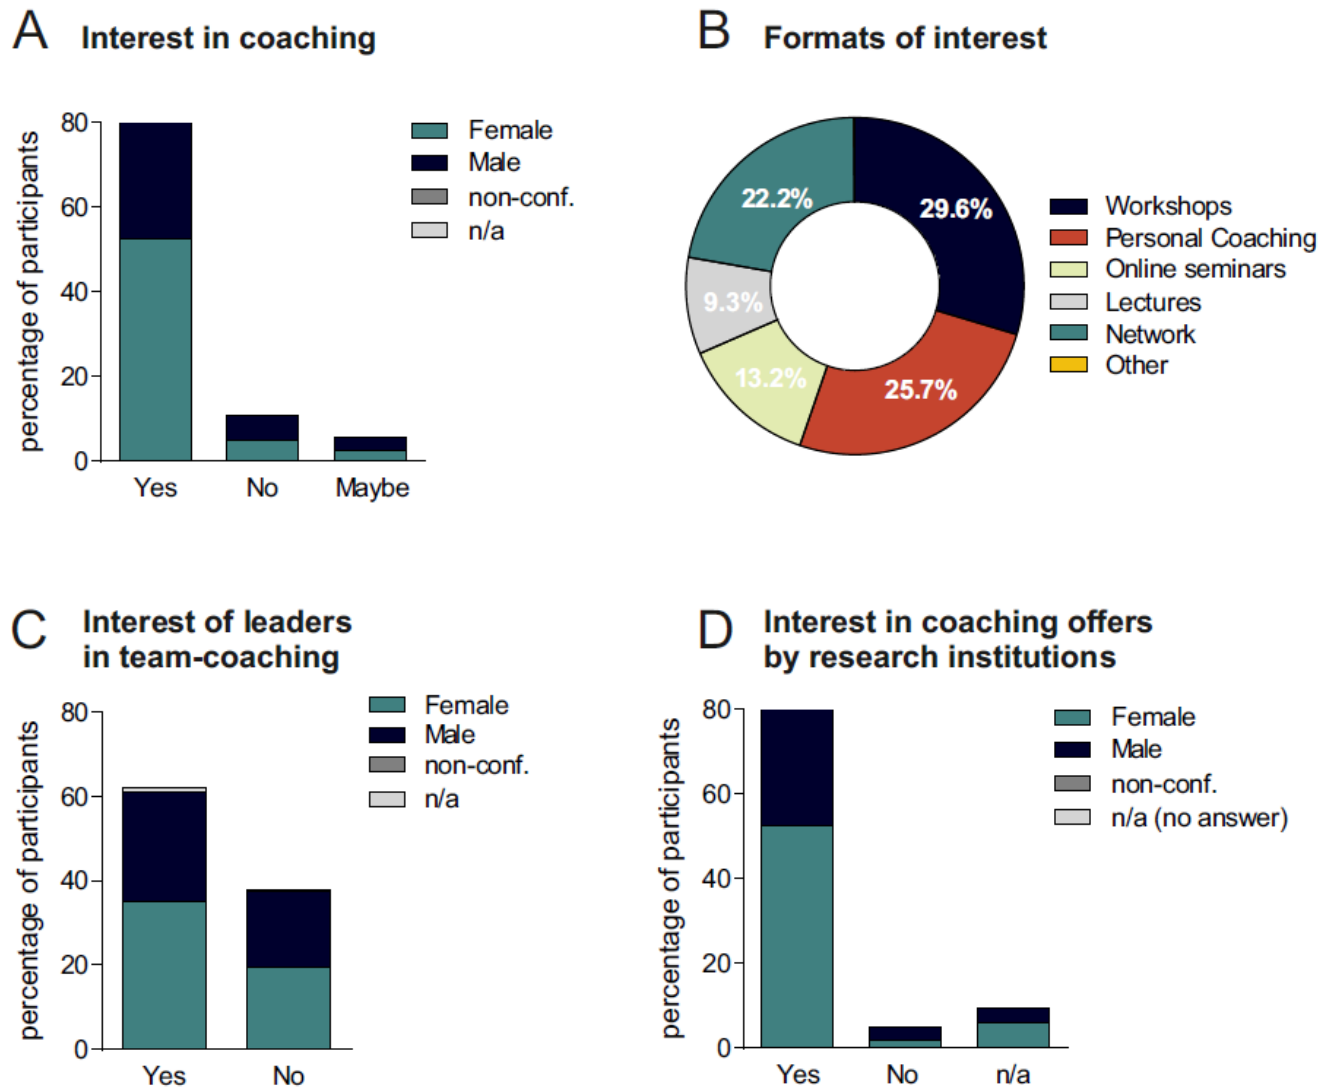 A Interest in coaching
percentage of participants
80
60
40
20
0
Yes No Maybe
Female
Male
non-conf.
n/a
B Formats of interest
22.2%
29.6%
9.3%
13.2%
25.7%
Workshops
Personal Coaching
Online seminars
Lectures
Network
Other
C Interest of leaders
in team-coaching
percentage of participants
80
60
40
20
0
Yes No
Female
Male
non-conf.
n/a
D Interest in coaching offers
by research institutions
percentage of participants
80
60
40
20
0
Yes No n/a
Female
Male
non-conf.
n/a (no answer)